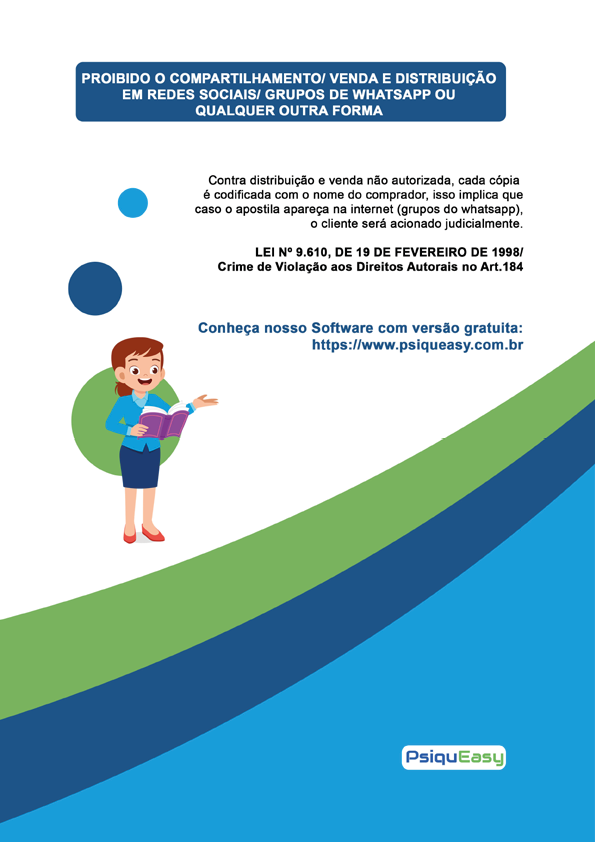 PROIBIDO O COMPARTILHAMENTO/ VENDA E DISTRIBUIÇÃO
EM REDES SOCIAIS/ GRUPOS DE WHATSAPP OU
QUALQUER OUTRA FORMA
Contra distribuição e venda não autorizada, cada cópia
é codificada com o nome do comprador, isso implica que
caso o apostila apareça na internet (grupos do whatsapp),
o cliente será acionado judicialmente.
LEI Nº 9.610, DE 19 DE FEVEREIRO DE 1998/
Crime de Violação aos Direitos Autorais no Art.184
Conheça nosso Software com versão gratuita:
https://www.psiqueasy.com.br
PsiquEasy